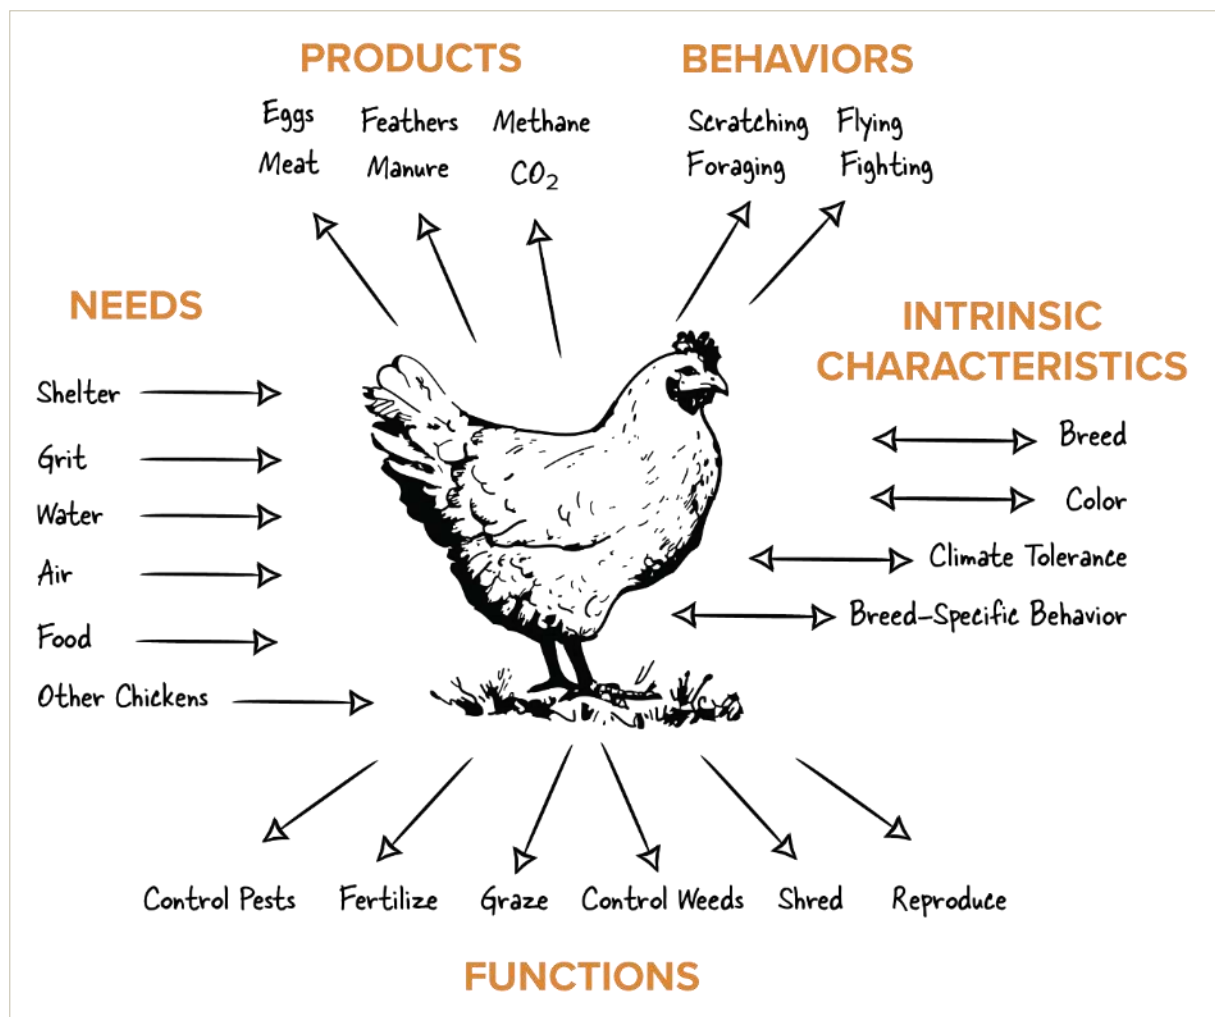 PRODUCTS
Eggs Feathers Methane
Meat Manure CO₂
BEHAVIORS
Scratching Flying
Foraging Fighting
NEEDS
Shelter
Grit
Water
Air
Food
Other Chickens
INTRINSIC
CHARACTERISTICS
Breed
Color
Climate Tolerance
Breed-Specific Behavior
Control Pests Fertilize Graze Control Weeds Shred Reproduce
FUNCTIONS